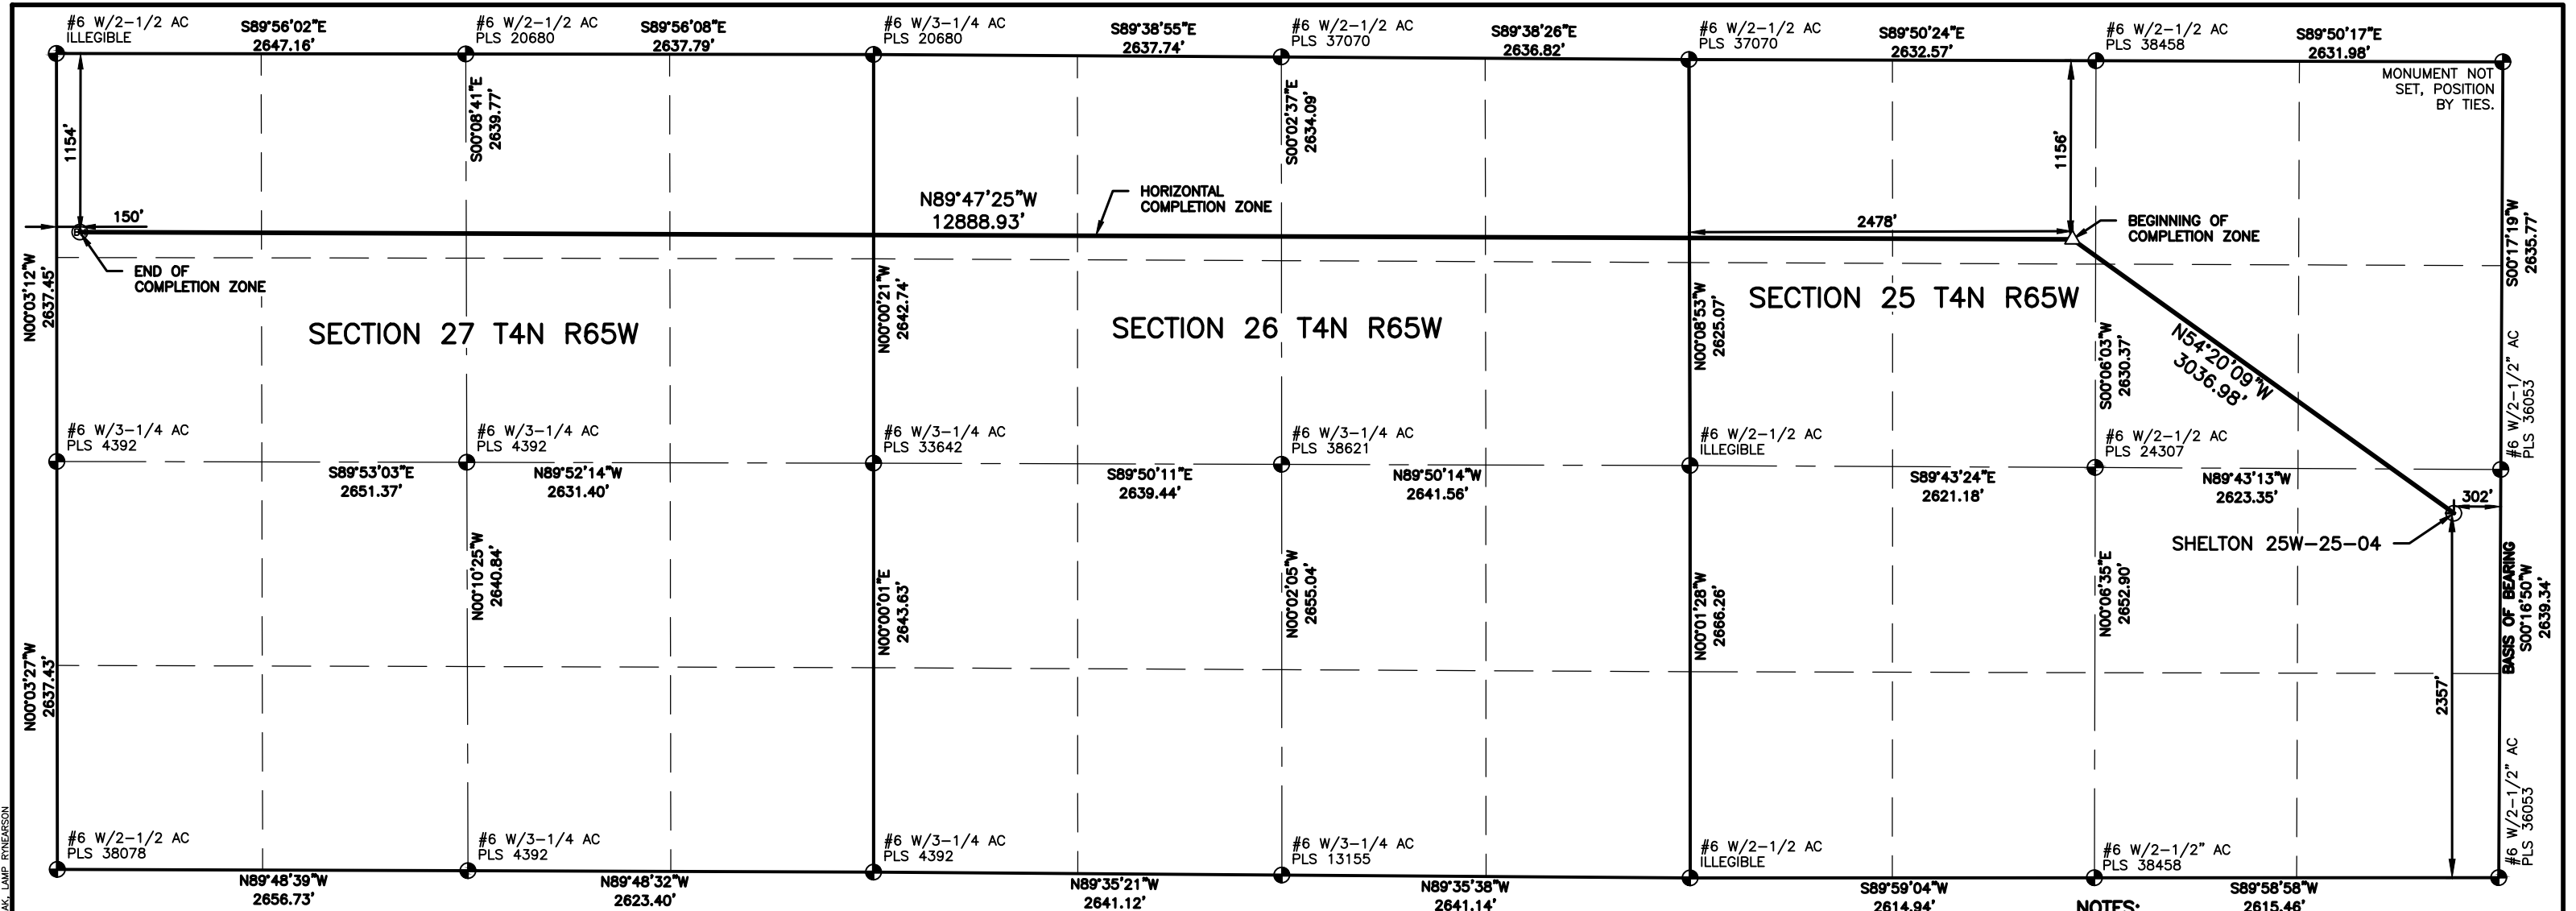 #6 W/2-1/2 AC
ILLEGIBLE
S89°56'02"E
2647.16'
#6 W/2-1/2 AC
PLS 20680
S89°56'08"E
2637.79'
#6 W/3-1/4 AC
PLS 20680
S89°38'55"E
2637.74'
#6 W/2-1/2 AC
PLS 37070
S89°38'26"E
2636.82'
#6 W/2-1/2 AC
PLS 37070
S89°50'24"E
2632.57'
#6 W/2-1/2 AC
PLS 38458
S89°50'17"E
2631.98'
MONUMENT NOT
SET, POSITION
BY TIES.
1154'
S00°08'41"E
2639.77'
S00°02'37"E
2634.09'
1156'
150'
N89°47'25"W
12888.93'
HORIZONTAL
COMPLETION ZONE
2478'
BEGINNING OF
COMPLETION ZONE
S00°17'19"W
2635.77'
END OF
COMPLETION ZONE
N00°03'12"W
2637.45'
N00°00'21"W
2642.74'
N00°08'53"W
2625.07'
S00°06'03"W
2630.37'
SECTION 27 T4N R65W
SECTION 26 T4N R65W
SECTION 25 T4N R65W
N54°20'09"W
3036.98'
#6 W/2-1/2" AC
PLS 36053
#6 W/3-1/4 AC
PLS 4392
#6 W/3-1/4 AC
PLS 4392
#6 W/3-1/4 AC
PLS 33642
#6 W/3-1/4 AC
PLS 38621
#6 W/2-1/2 AC
ILLEGIBLE
#6 W/2-1/2 AC
PLS 24307
S89°53'03"E
2651.37'
N89°52'14"W
2631.40'
S89°50'11"E
2639.44'
N89°50'14"W
2641.56'
S89°43'24"E
2621.18'
N89°43'13"W
2623.35'
302'
SHELTON 25W-25-04
N00°03'27"W
2637.43'
N00°10'25"W
2640.84'
N00°00'01"E
2643.63'
N00°02'05"W
2655.04'
N00°01'28"W
2666.26'
N00°06'35"E
2652.90'
2357'
BASIS OF BEARING
S00°16'50"W
2639.34'
#6 W/2-1/2" AC
PLS 36053
#6 W/2-1/2 AC
PLS 38078
#6 W/3-1/4 AC
PLS 4392
#6 W/3-1/4 AC
PLS 4392
#6 W/3-1/4 AC
PLS 13155
#6 W/2-1/2 AC
ILLEGIBLE
#6 W/2-1/2" AC
PLS 38458
N89°48'39"W
2656.73'
N89°48'32"W
2623.40'
N89°35'21"W
2641.12'
N89°35'38"W
2641.14'
S89°59'04"W
2614.94'
S89°58'58"W
2615.46'
NOTES:
AK, LAMP RYNEARSON